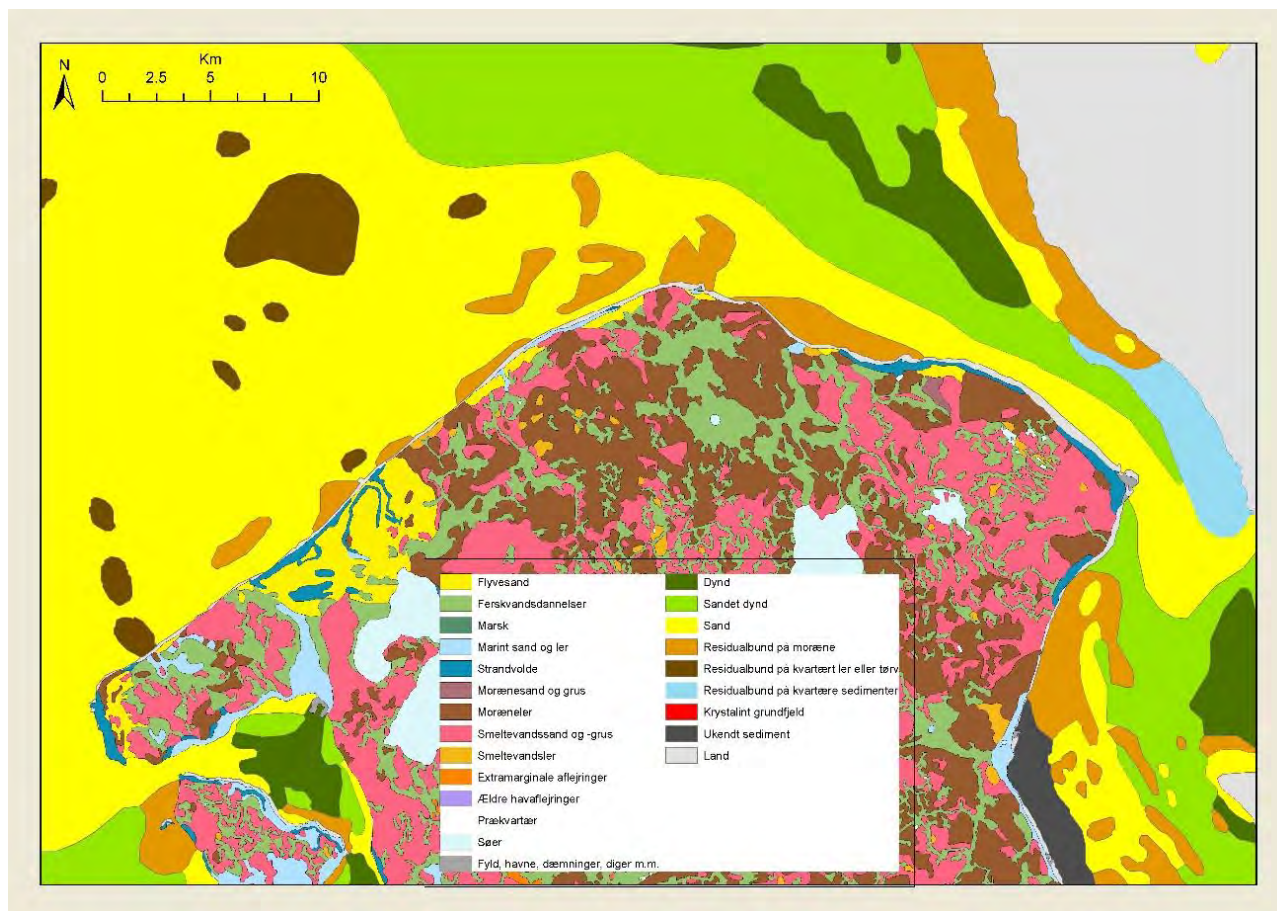 Km
N
0 2.5 5 10
Flyvesand
Ferskvandsdannelser
Marsk
Marint sand og ler
Strandvolde
Morænesand og grus
Moræneler
Smeltevandssand og -grus
Smeltevandsler
Extramarginale aflejringer
Ældre havaflejringer
Prækvartær
Søer
Fyld, havne, dæmninger, diger m.m.
Dynd
Sandet dynd
Sand
Residualbund på moræne
Residualbund på kvartært ler eller tørv
Residualbund på kvartære sedimenter
Krystalint grundfjeld
Ukendt sediment
Land